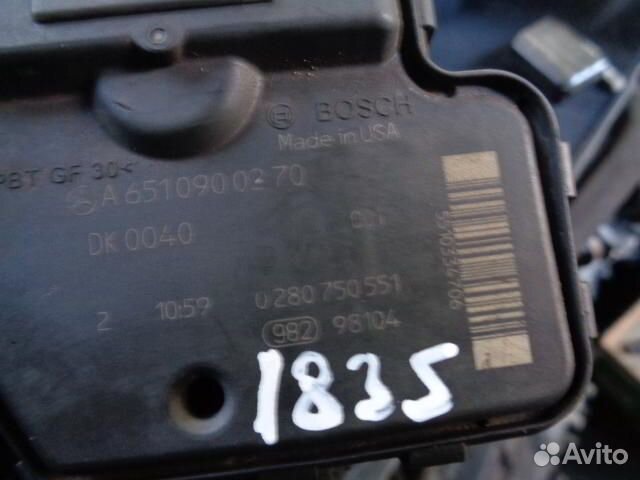 BOSCH
Made in USA
PBT GF 30<
A 651 090 02 70
DK 0040
2 10:59 0 280 750 551
982 98104
1835
Avito